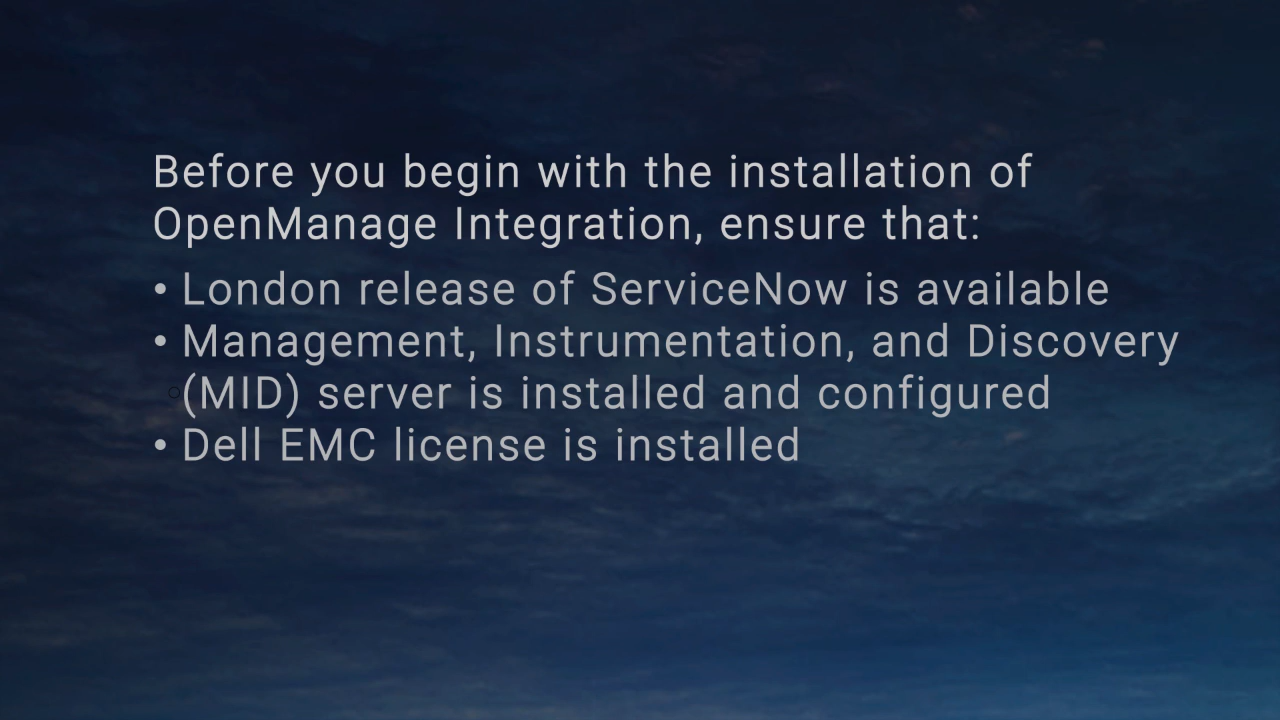 Before you begin with the installation of
OpenManage Integration, ensure that:
• London release of ServiceNow is available
• Management, Instrumentation, and Discovery
(MID) server is installed and configured
• Dell EMC license is installed